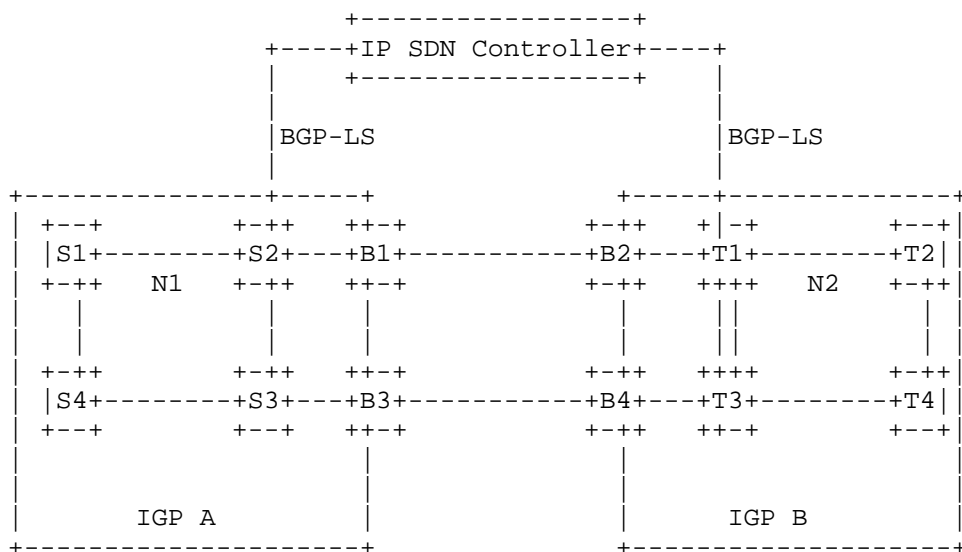 IP SDN Controller
BGP-LS BGP-LS
S1 S2 B1 B2 T1 T2
N1 N2
S4 S3 B3 B4 T3 T4
IGP A IGP B